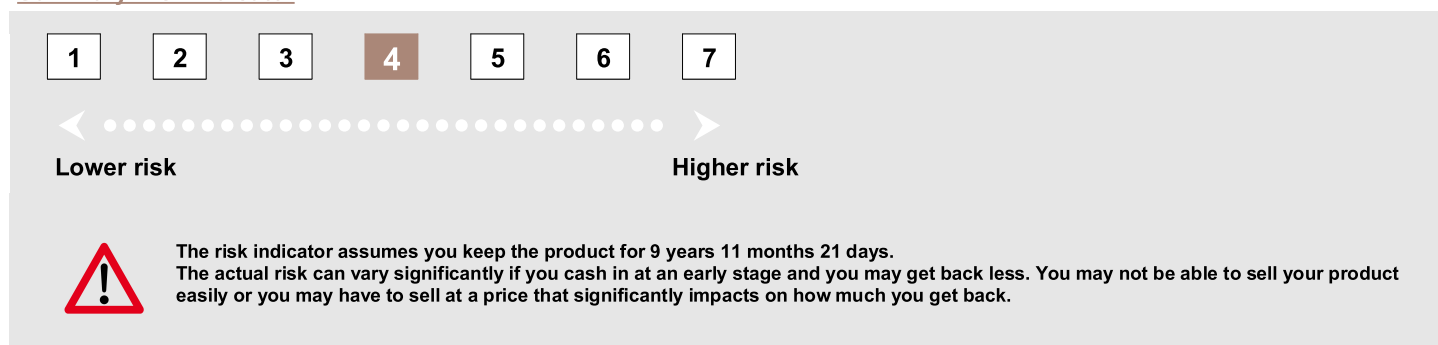 1 2 3 4 5 6 7
Lower risk Higher risk
The risk indicator assumes you keep the product for 9 years 11 months 21 days.
The actual risk can vary significantly if you cash in at an early stage and you may get back less. You may not be able to sell your product
easily or you may have to sell at a price that significantly impacts on how much you get back.